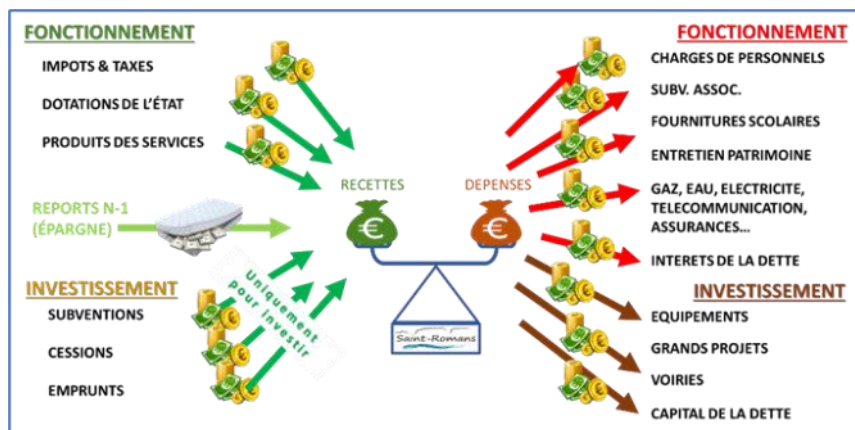 FONCTIONNEMENT
IMPOTS & TAXES
DOTATIONS DE L'ÉTAT
PRODUITS DES SERVICES
REPORTS N-1
(ÉPARGNE)
INVESTISSEMENT
SUBVENTIONS
CESSIONS
EMPRUNTS
Uniquement
pour investir
RECETTES
DEPENSES
€
€
Saint-Romans
FONCTIONNEMENT
CHARGES DE PERSONNELS
SUBV. ASSOC.
FOURNITURES SCOLAIRES
ENTRETIEN PATRIMOINE
GAZ, EAU, ELECTRICITE,
TELECOMMUNICATION,
ASSURANCES...
INTERETS DE LA DETTE
INVESTISSEMENT
EQUIPEMENTS
GRANDS PROJETS
VOIRIES
CAPITAL DE LA DETTE